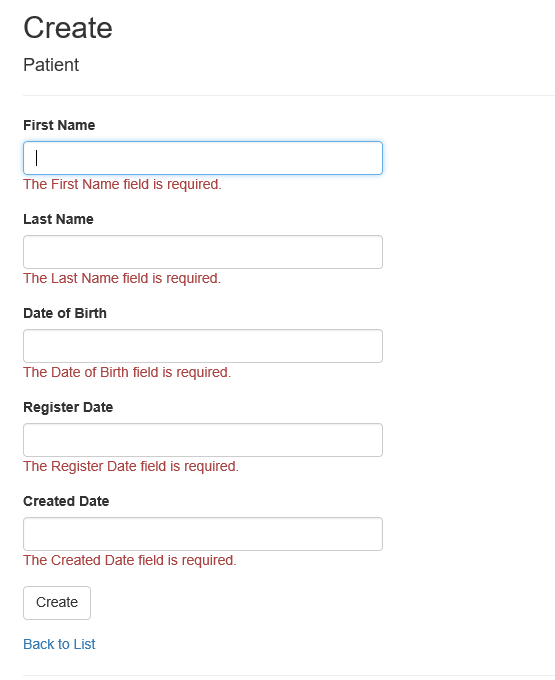 Create
Patient
First Name
The First Name field is required.
Last Name
The Last Name field is required.
Date of Birth
The Date of Birth field is required.
Register Date
The Register Date field is required.
Created Date
The Created Date field is required.
Create
Back to List